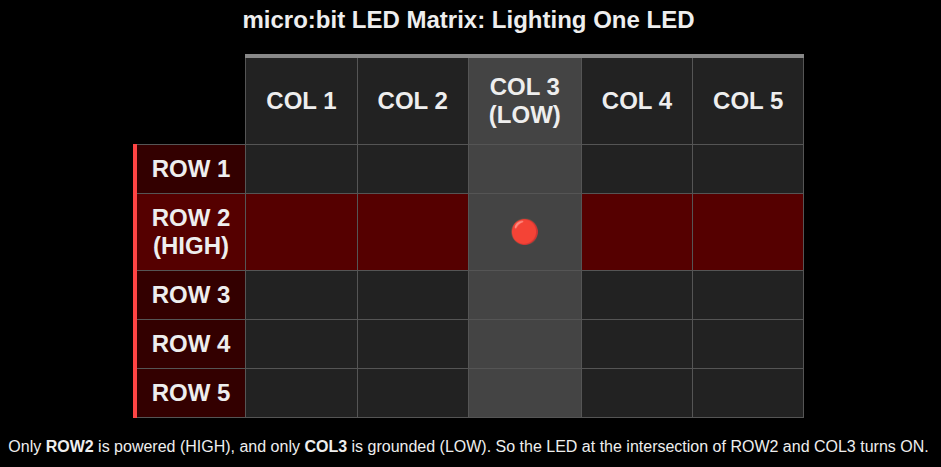 micro:bit LED Matrix: Lighting One LED
COL 1
COL 2
COL 3
(LOW)
COL 4
COL 5
ROW 1
ROW 2
(HIGH)
ROW 3
ROW 4
ROW 5
Only ROW2 is powered (HIGH), and only COL3 is grounded (LOW). So the LED at the intersection of ROW2 and COL3 turns ON.